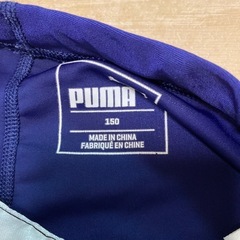 PUMA
150
MADE IN CHINA
FABRIQUÉ EN CHINE